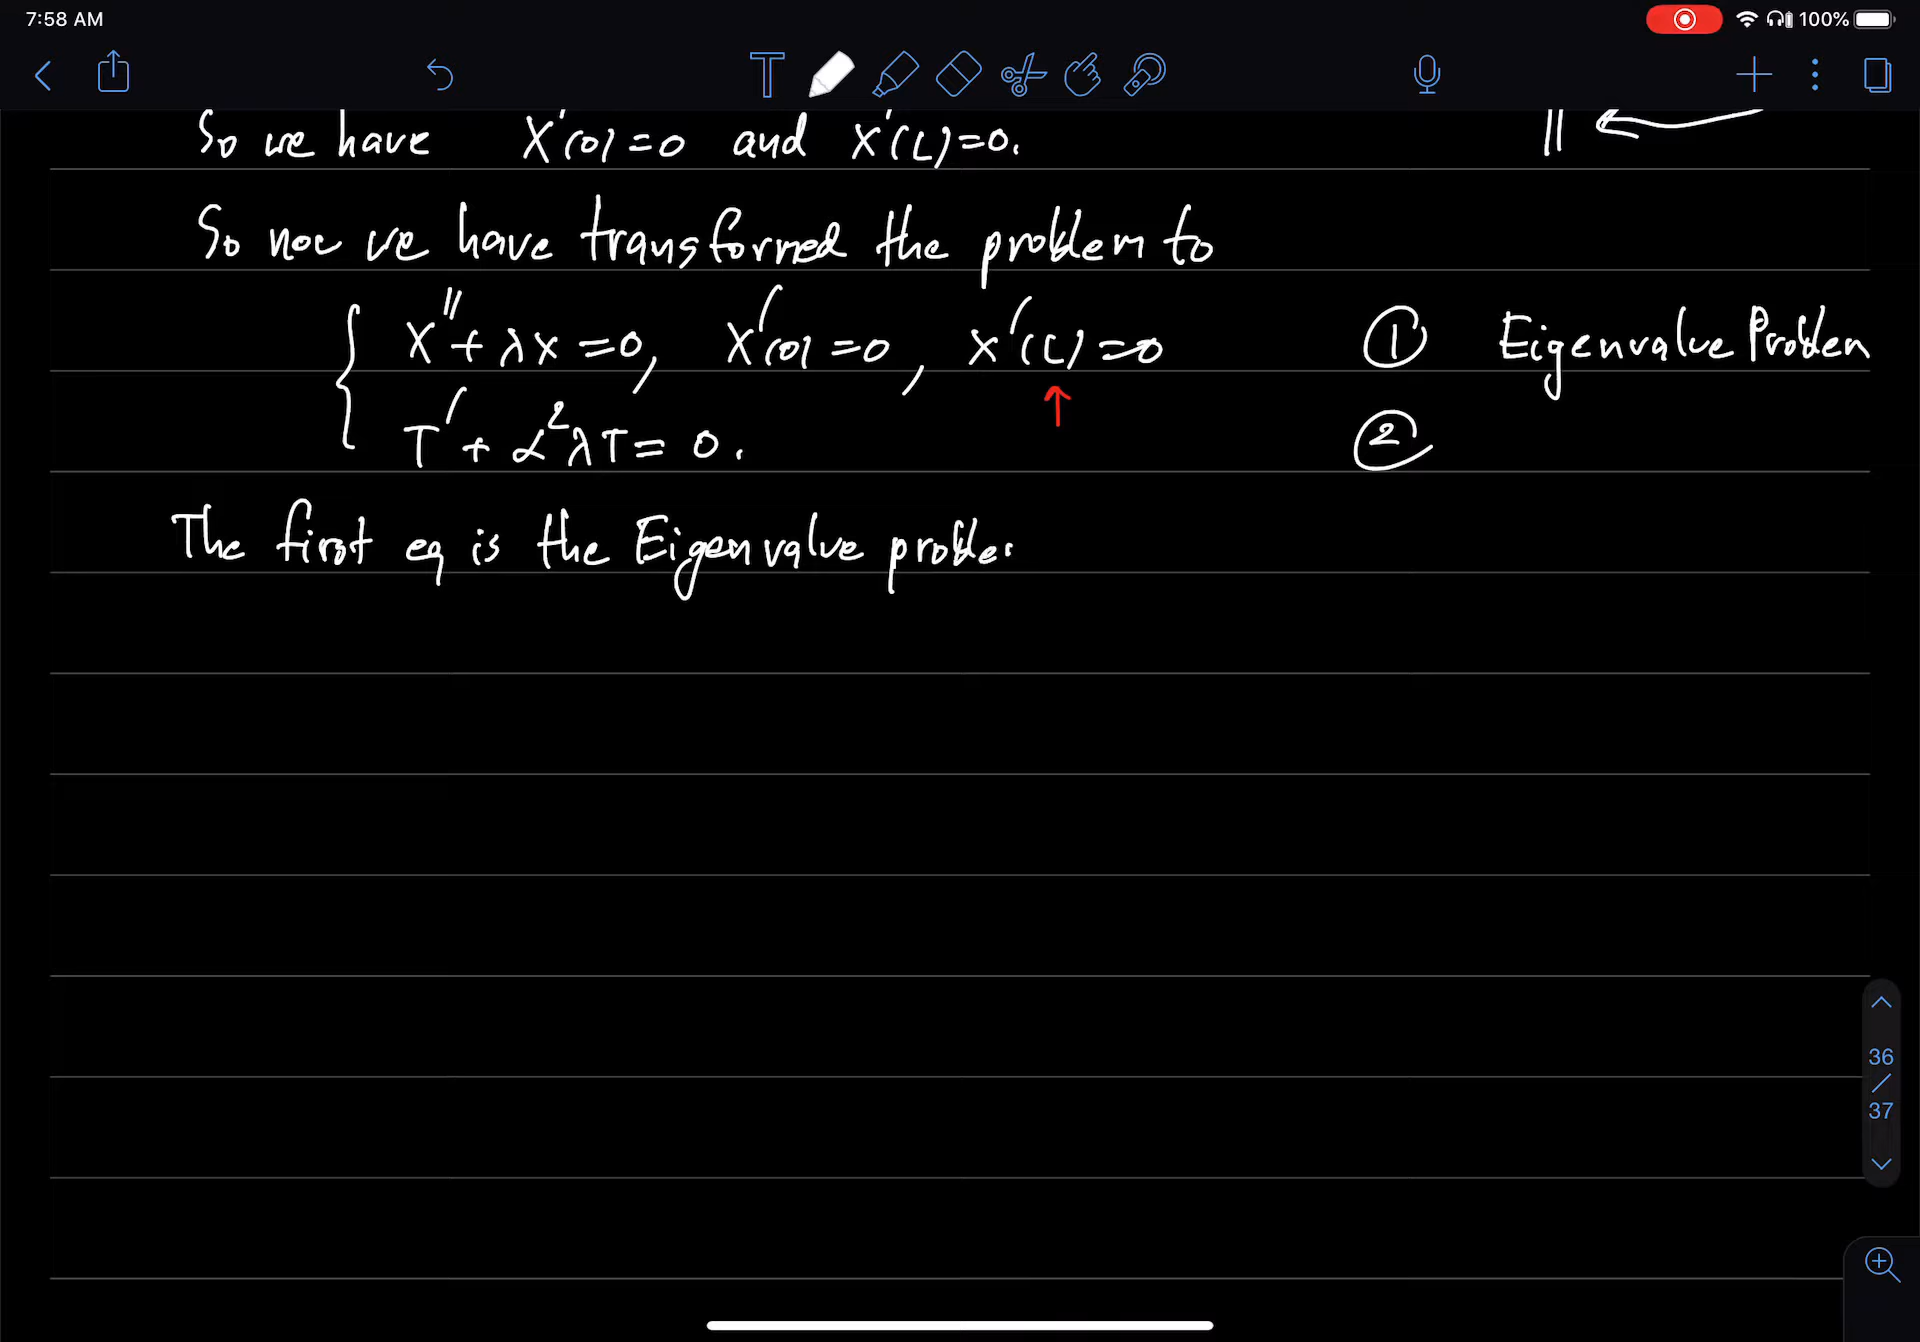 7:58 AM
100%
So we have X'(0)=0 and X'(L)=0.
So now we have transformed the problem to
X''+λX=0, X'(0)=0, X'(L)=0 ① Eigenvalue Problem
T'+α²λT=0. ②
The first eq is the Eigenvalue proble
36
/
37